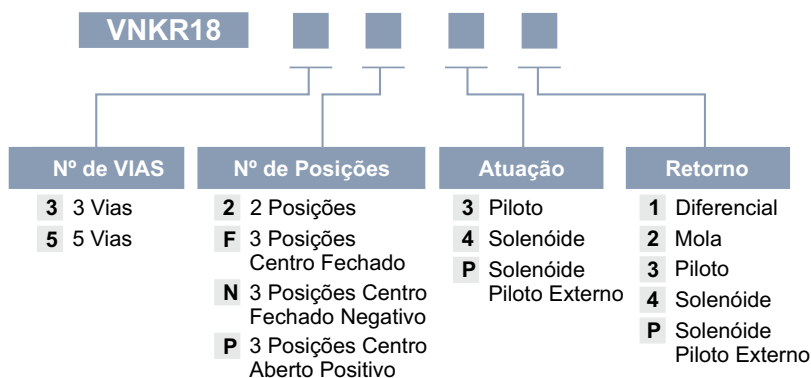 VNKR18
Nº de VIAS
3 3 Vias
5 5 Vias
Nº de Posições
2 2 Posições
F 3 Posições
Centro Fechado
N 3 Posições Centro
Fechado Negativo
P 3 Posições Centro
Aberto Positivo
Atuação
3 Piloto
4 Solenóide
P Solenóide
Piloto Externo
Retorno
1 Diferencial
2 Mola
3 Piloto
4 Solenóide
P Solenóide
Piloto Externo